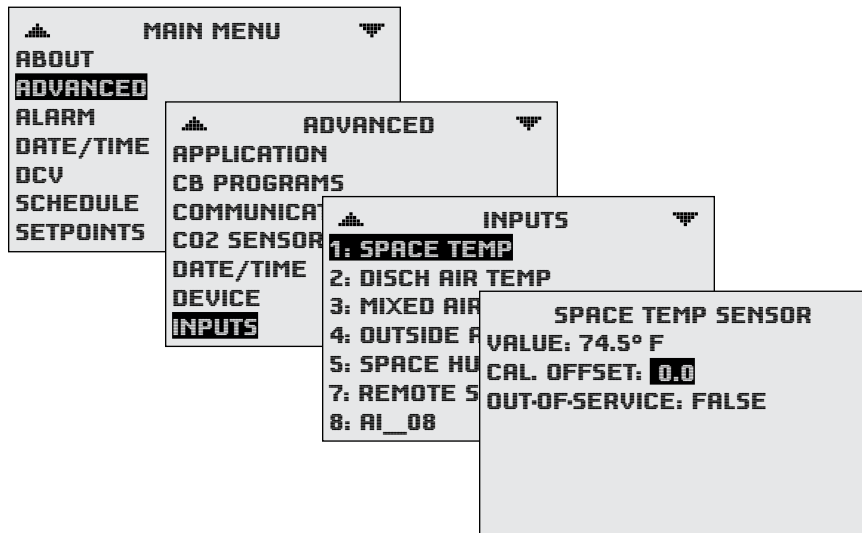 MAIN MENU
ABOUT
ADVANCED
ALARM
DATE/TIME
DCV
SCHEDULE
SETPOINTS
ADVANCED
APPLICATION
CB PROGRAMS
CO2 SENSOR
DATE/TIME
DEVICE
INPUTS
INPUTS
1: SPACE TEMP
2: DISCH AIR TEMP
3: MIXED AIR
4: OUTSIDE
5: SPACE
7: REMOTE
8: AI__08
SPACE TEMP SENSOR
VALUE: 74.5° F
CAL. OFFSET: 0.0
OUT-OF-SERVICE: FALSE